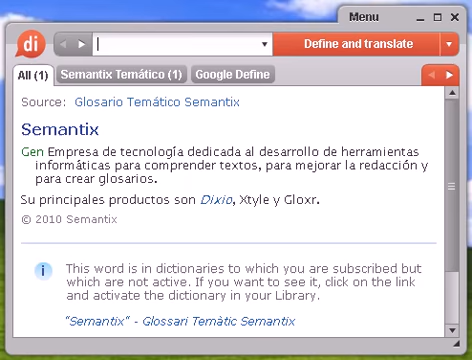 Menu
di
Define and translate
All (1)
Semantix Temático (1)
Google Define
Source: Glosario Temático Semantix
Semantix
Gen Empresa de tecnología dedicada al desarrollo de herramientas
informáticas para comprender textos, para mejorar la redacción y
para crear glosarios.
Su principales productos son Dixio, Xtyle y Gloxr.
© 2010 Semantix
i
This word is in dictionaries to which you are subscribed but
which are not active. If you want to see it, click on the link
and activate the dictionary in your Library.
"Semantix" - Glossari Temàtic Semantix